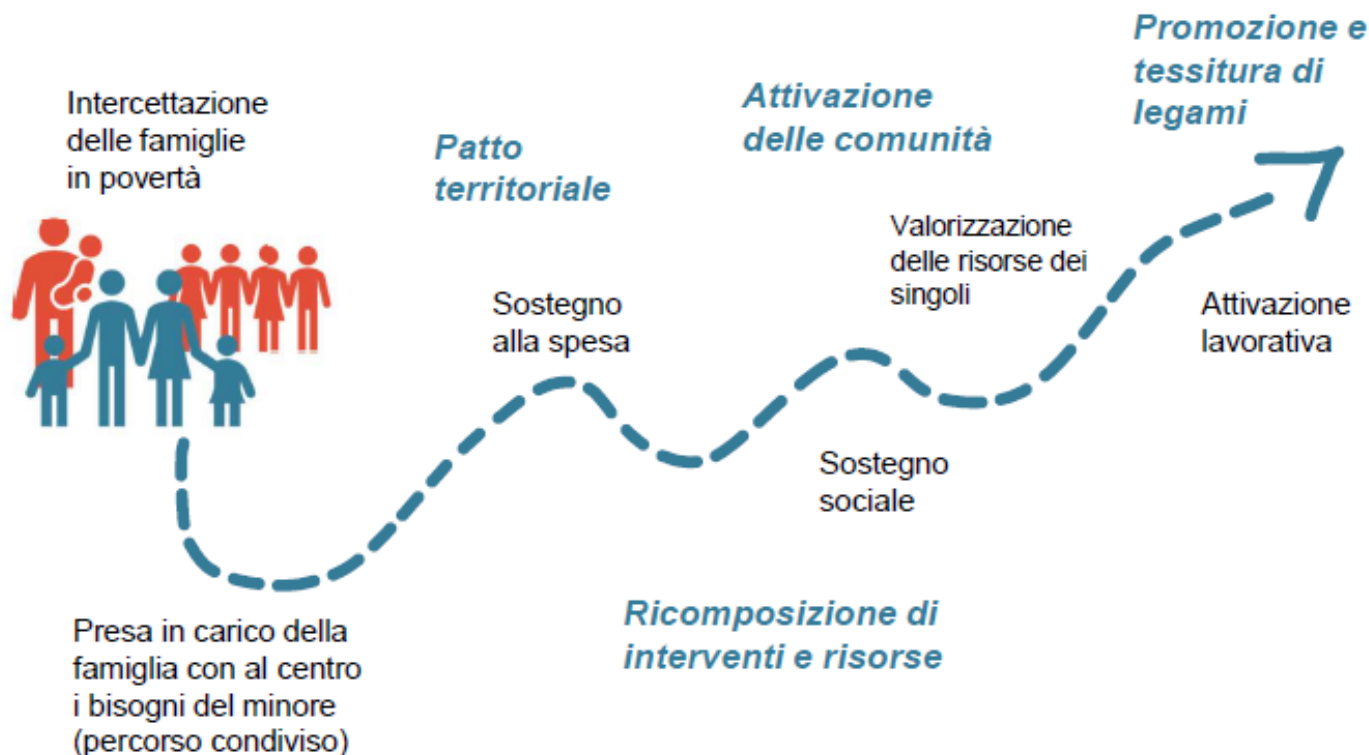 Intercettazione
delle famiglie
in povertà
Presa in carico della
famiglia con al centro
i bisogni del minore
(percorso condiviso)
Patto
territoriale
Sostegno
alla spesa
Ricomposizione di
interventi e risorse
Attivazione
delle comunità
Sostegno
sociale
Valorizzazione
delle risorse dei
singoli
Promozione e
tessitura di
legami
Attivazione
lavorativa